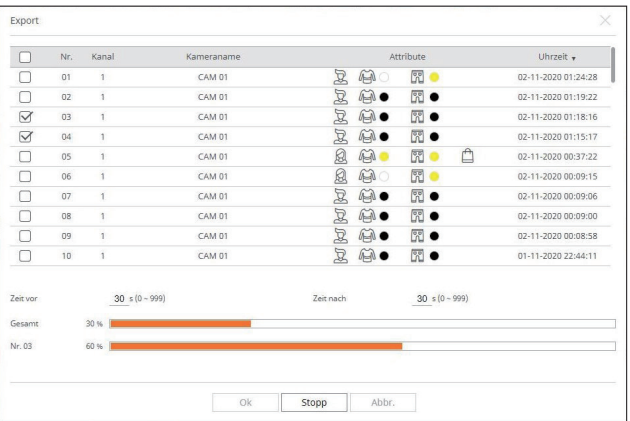 Export
Nr. Kanal Kameraname Attribute Uhrzeit
01 1 CAM 01 02-11-2020 01:24:28
02 1 CAM 01 02-11-2020 01:19:22
03 1 CAM 01 02-11-2020 01:18:16
04 1 CAM 01 02-11-2020 01:15:17
05 1 CAM 01 02-11-2020 00:37:22
06 1 CAM 01 02-11-2020 00:09:15
07 1 CAM 01 02-11-2020 00:09:06
08 1 CAM 01 02-11-2020 00:09:00
09 1 CAM 01 02-11-2020 00:08:58
10 1 CAM 01 01-11-2020 22:44:11
Zeit vor 30 s (0 ~ 999) Zeit nach 30 s (0 ~ 999)
Gesamt 30 %
Nr. 03 60 %
Ok Stopp Abbr.